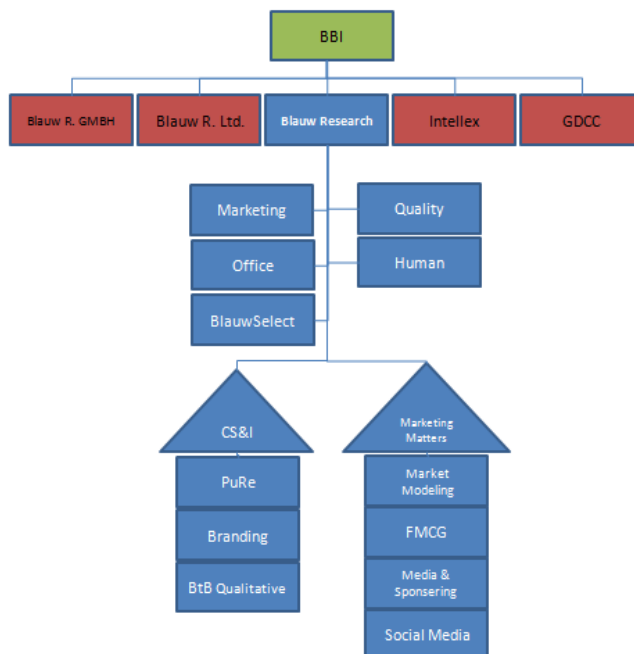 BBI
Blauw R. GMBH
Blauw R. Ltd.
Blauw Research
Intellex
GDCC
Marketing
Quality
Office
Human
BlauwSelect
CS&I
Marketing
Matters
PuRe
Market
Modeling
Branding
FMCG
BtB Qualitative
Media &
Sponsering
Social Media